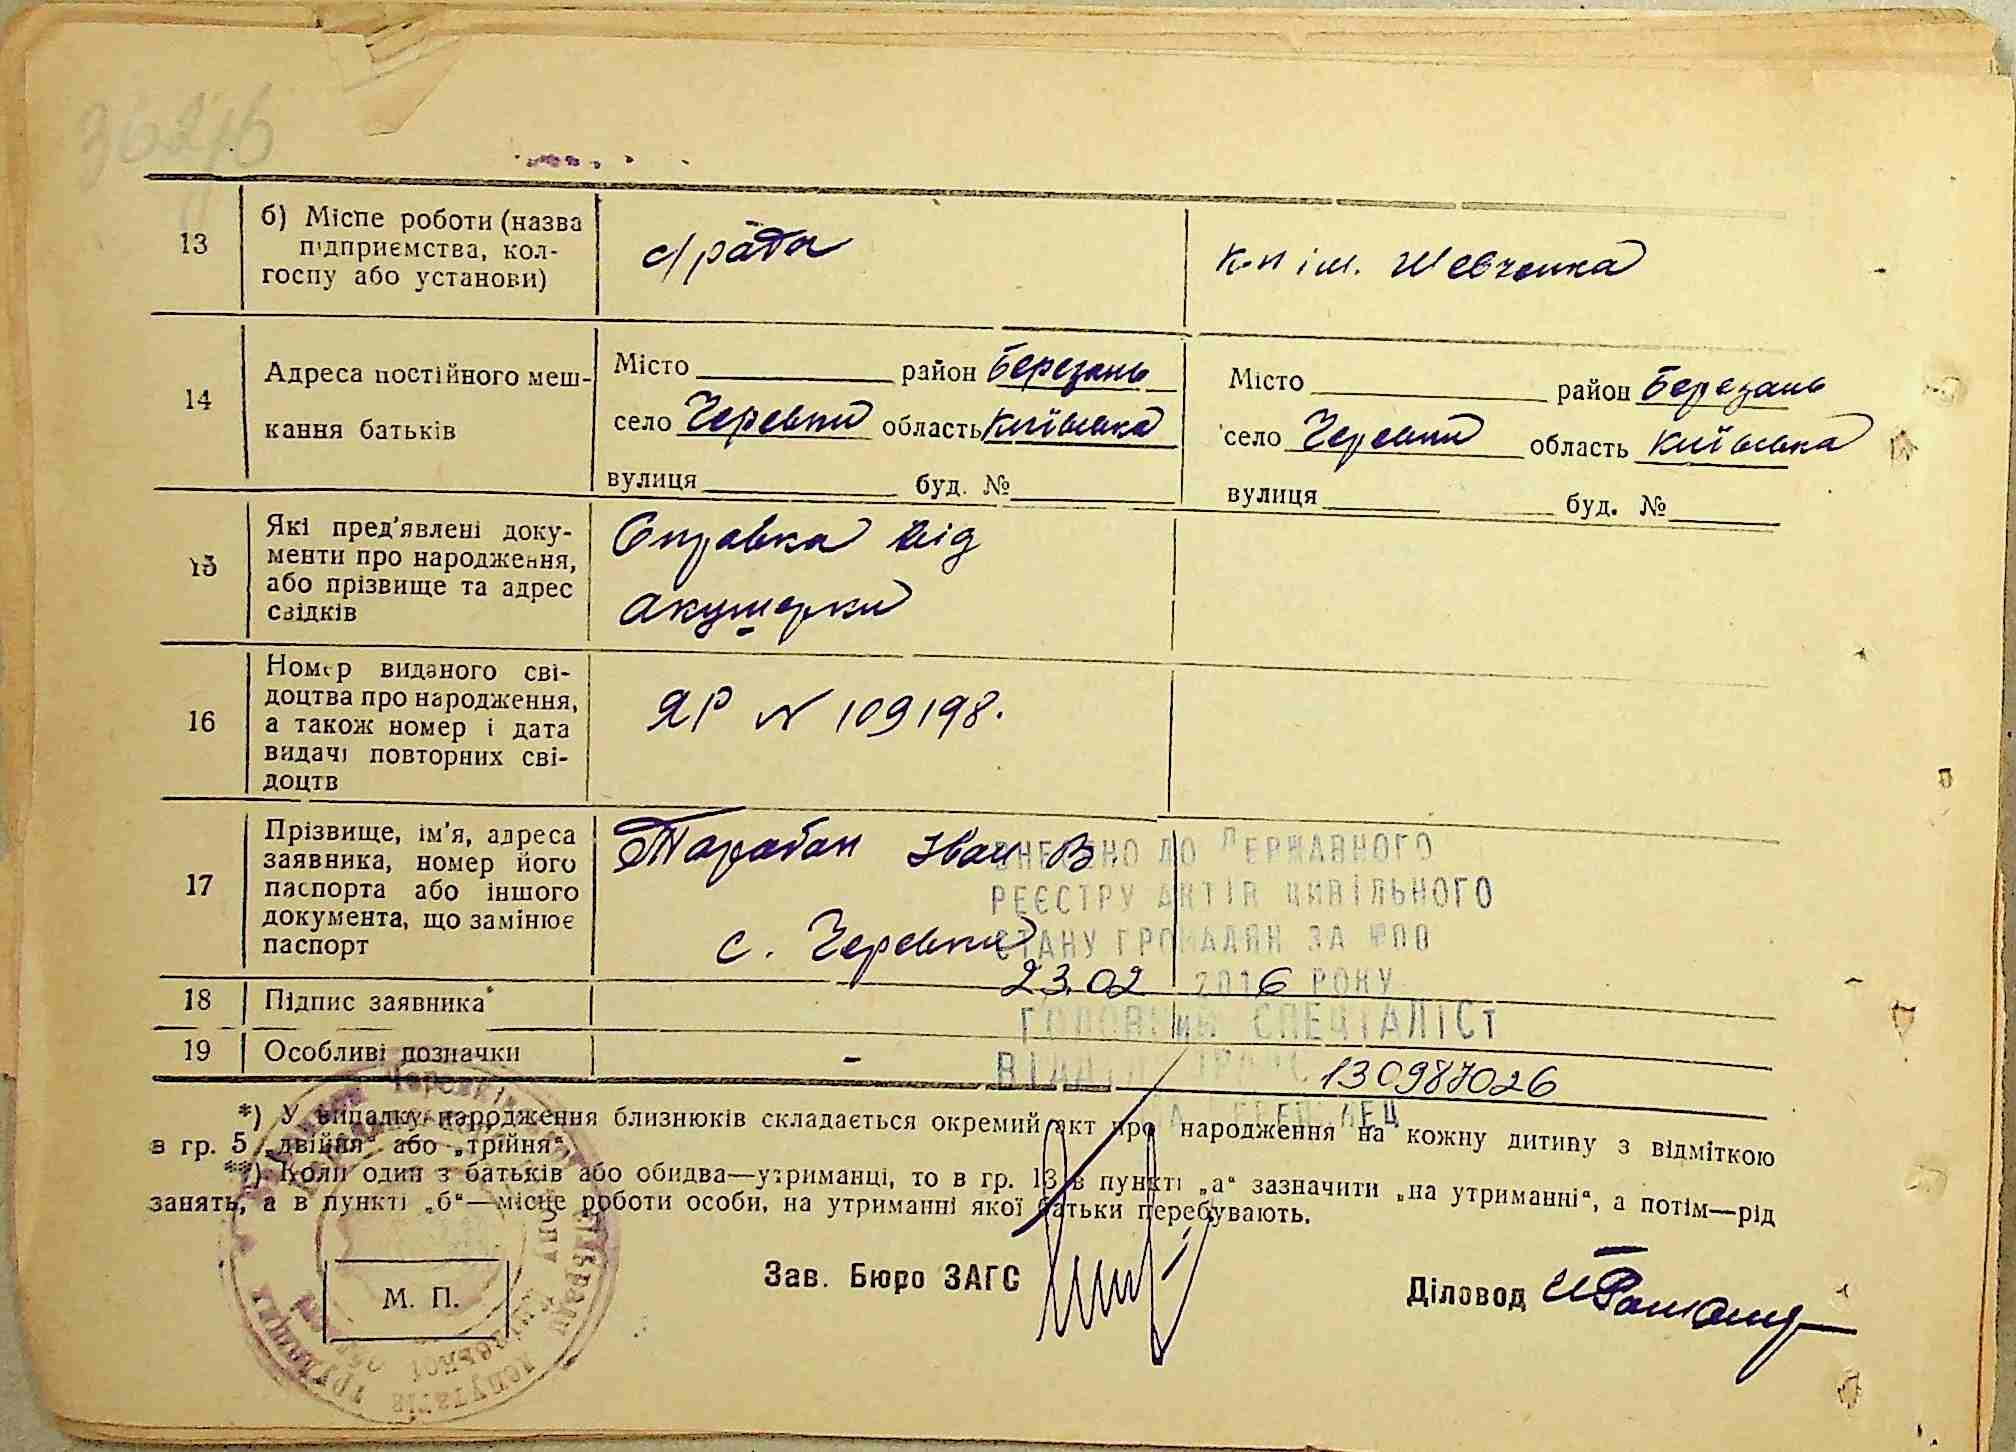 13
б) Місце роботи (назва
підприємства, кол-
госпу або установи)
с/рада
к-п ім. Шевченка
14
Адреса постійного меш-
кання батьків
Місто район Березань
село Черевки область Київська
вулиця буд. №
Місто район Березань
село Черевки область Київська
вулиця буд. №
15
Які пред'явлені доку-
менти про народження,
або прізвище та адрес
свідків
Справка від
акушерки
16
Номер виданого сві-
доцтва про народження,
а також номер і дата
видачі повторних сві-
доцтв
ЯР № 109198.
17
Прізвище, ім'я, адреса
заявника, номер його
паспорта або іншого
документа, що замінює
паспорт
Тарабан Іван В.
с. Черевки
ВНЕСЕНО ДО ДЕРЖАВНОГО
РЕЄСТРУ АКТІВ ЦИВІЛЬНОГО
СТАНУ ГРОМАДЯН ЗА №ПП
23.02 2016 РОКУ
ГОЛОВНИЙ СПЕЦІАЛІСТ
130987026
18
Підпис заявника
19
Особливі позначки
–
*) У випадку народження близнюків складається окремий акт про народження на кожну дитину з відміткою
в гр. 5 „двійня" або „трійня"
**) Коли один з батьків або обидва—утриманці, то в гр. 13 в пункті „а" зазначити „на утриманні", а потім—рід
занять, а в пункті „б"—місце роботи особи, на утриманні якої батьки перебувають.
М. П.
Зав. Бюро ЗАГС
Діловод